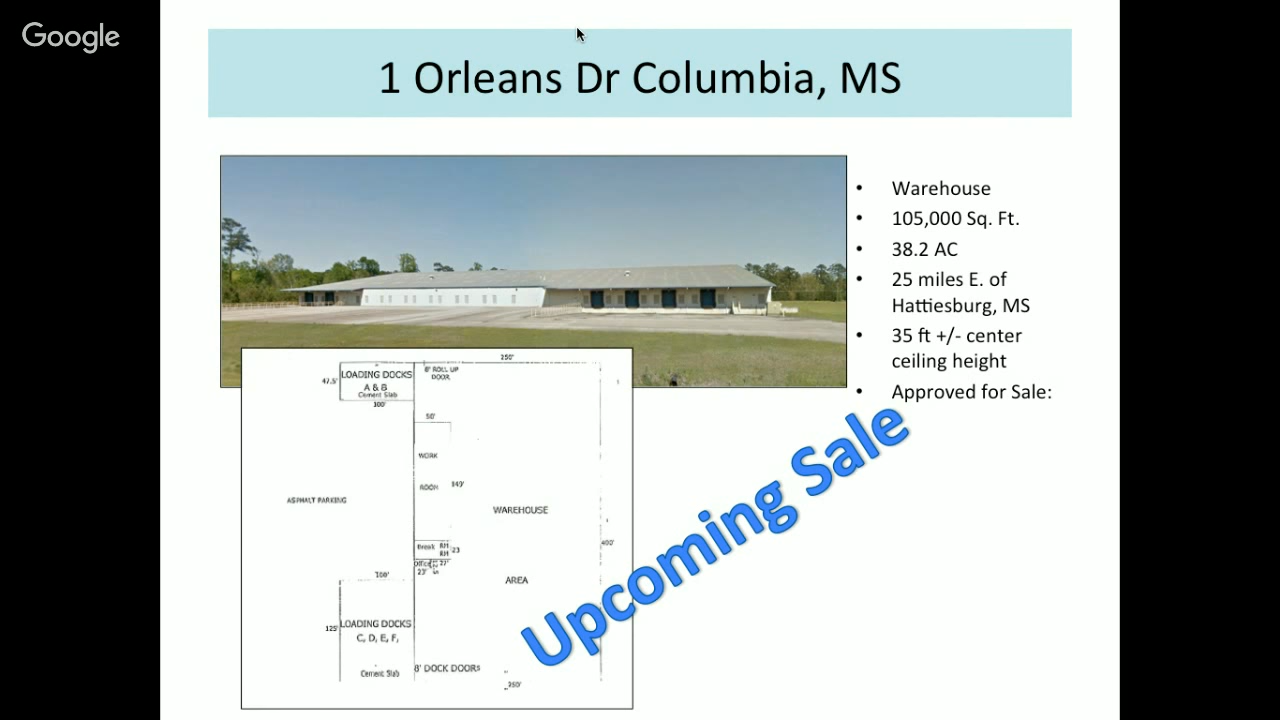 Google
1 Orleans Dr Columbia, MS
• Warehouse
• 105,000 Sq. Ft.
• 38.2 AC
• 25 miles E. of
Hattiesburg, MS
• 35 ft +/- center
ceiling height
• Approved for Sale:
Upcoming Sale
250'
LOADING DOCKS
A & B
Cement Slab
47.5'
100'
8' ROLL UP
DOOR
50'
WORK
ROOM
ASPHALT PARKING
WAREHOUSE
400'
Break RM
RM
23
Office
23'
AREA
100'
125'
LOADING DOCKS
C, D, E, F,
Cement Slab
8' DOCK DOORs
250'